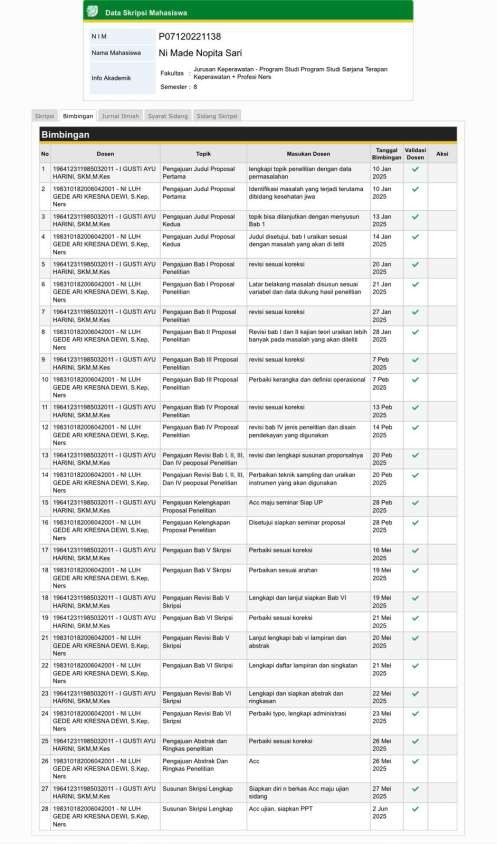 Data Skripsi Mahasiswa
N I M P07120221138
Nama Mahasiswa Ni Made Nopita Sari
Info Akademik Fakultas : Jurusan Keperawatan - Program Studi Program Studi Sarjana Terapan
Keperawatan + Profesi Ners
Semester : 8
Skripsi Bimbingan Jurnal Ilmiah Syarat Sidang Sidang Skripsi
Bimbingan
No Dosen Topik Masukan Dosen Tanggal Bimbingan Validasi Dosen Aksi
1 196412311985032011 - I GUSTI AYU Pengajuan Judul Proposal lengkapi topik penelitian dengan data 10 Jan
HARINI, SKM,M.Kes Pertama permasalahan 2025
2 198310182006042001 - NI LUH Pengajuan Judul Proposal Identifikasi masalah yang terjadi terutama 10 Jan
GEDE ARI KRESNA DEWI, S.Kep, Pertama dibidang kesehatan jiwa 2025
Ners
3 196412311985032011 - I GUSTI AYU Pengajuan Judul Proposal topik bisa dilanjutkan dengan menyusun 13 Jan
HARINI, SKM,M.Kes Kedua Bab 1 2025
4 198310182006042001 - NI LUH Pengajuan Judul Proposal Judul disetujui, bab I uraikan sesuai 14 Jan
GEDE ARI KRESNA DEWI, S.Kep, Kedua dengan masalah yang akan di teliti 2025
Ners
5 196412311985032011 - I GUSTI AYU Pengajuan Bab I Proposal revisi sesuai koreksi 20 Jan
HARINI, SKM,M.Kes Penelitian 2025
6 198310182006042001 - NI LUH Pengajuan Bab I Proposal Latar belakang masalah disusun sesuai 21 Jan
GEDE ARI KRESNA DEWI, S.Kep, Penelitian variabel dan data dukung hasil penelitian 2025
Ners
7 196412311985032011 - I GUSTI AYU Pengajuan Bab II Proposal revisi sesuai koreksi 27 Jan
HARINI, SKM,M.Kes Penelitian 2025
8 198310182006042001 - NI LUH Pengajuan Bab II Proposal Revisi bab I dan II kajian teori uraikan lebih 28 Jan
GEDE ARI KRESNA DEWI, S.Kep, Penelitian banyak pada masalah yang akan diteliti 2025
Ners
9 196412311985032011 - I GUSTI AYU Pengajuan Bab III Proposal revisi sesuai koreksi 7 Peb
HARINI, SKM,M.Kes Penelitian 2025
10 198310182006042001 - NI LUH Pengajuan Bab III Proposal Perbaiki kerangka dan definisi operasional 7 Peb
GEDE ARI KRESNA DEWI, S.Kep, Penelitian 2025
Ners
11 196412311985032011 - I GUSTI AYU Pengajuan Bab IV Proposal revisi sesuai koreksi 13 Peb
HARINI, SKM,M.Kes Penelitian 2025
12 198310182006042001 - NI LUH Pengajuan Bab IV Proposal revisi bab IV jenis penelitian dan disain 14 Peb
GEDE ARI KRESNA DEWI, S.Kep, Penelitian pendekayan yang digunakan 2025
Ners
13 196412311985032011 - I GUSTI AYU Pengajuan Revisi Bab I, II, III, revisi dan lengkapi susunan proporsalnya 20 Peb
HARINI, SKM,M.Kes Dan IV peoposal Penelitian 2025
14 198310182006042001 - NI LUH Pengajuan Revisi Bab I, II, III, Perbaikan teknik sampling dan uraikan 20 Peb
GEDE ARI KRESNA DEWI, S.Kep, Dan IV proposal Penelitian instrumen yang akan digunakan 2025
Ners
15 196412311985032011 - I GUSTI AYU Pengajuan Kelengkapan Acc maju seminar Siap UP 28 Peb
HARINI, SKM,M.Kes Proposal Penelitian 2025
16 198310182006042001 - NI LUH Pengajuan Kelengkapan Disetujui siapkan seminar proposal 28 Peb
GEDE ARI KRESNA DEWI, S.Kep, Proposal Penelitian 2025
Ners
17 196412311985032011 - I GUSTI AYU Pengajuan Bab V Skripsi Perbaiki sesuai koreksi 16 Mei
HARINI, SKM,M.Kes 2025
18 198310182006042001 - NI LUH Pengajuan Bab V Skripsi Perbaikan sesuai arahan 19 Mei
GEDE ARI KRESNA DEWI, S.Kep, 2025
Ners
18 196412311985032011 - I GUSTI AYU Pengajuan Revisi Bab V Lengkapi dan lanjut siapkan Bab VI 19 Mei
HARINI, SKM,M.Kes Skripsi 2025
19 196412311985032011 - I GUSTI AYU Pengajuan Bab VI Skripsi Perbaiki sesuai koreksi 21 Mei
HARINI, SKM,M.Kes 2025
21 198310182006042001 - NI LUH Pengajuan Revisi Bab V Lanjut lengkapi bab vi lampiran dan 20 Mei
GEDE ARI KRESNA DEWI, S.Kep, Skripsi abstrak 2025
Ners
22 198310182006042001 - NI LUH Pengajuan Bab VI Skripsi Lengkapi daftar lampiran dan singkatan 21 Mei
GEDE ARI KRESNA DEWI, S.Kep, 2025
Ners
23 196412311985032011 - I GUSTI AYU Pengajuan Revisi Bab VI Lengkapi dan siapkan abstrak dan 22 Mei
HARINI, SKM,M.Kes Skripsi ringkasan 2025
24 198310182006042001 - NI LUH Pengajuan Revisi Bab VI Perbaiki typo, lengkapi administrasi 23 Mei
GEDE ARI KRESNA DEWI, S.Kep, Skripsi 2025
Ners
25 196412311985032011 - I GUSTI AYU Pengajuan Abstrak dan Perbaiki sesuai koreksi 26 Mei
HARINI, SKM,M.Kes Ringkas penelitian 2025
26 198310182006042001 - NI LUH Pengajuan Abstrak Dan Acc 26 Mei
GEDE ARI KRESNA DEWI, S.Kep, Ringkas Penelitian 2025
Ners
27 196412311985032011 - I GUSTI AYU Susunan Skripsi Lengkap Siapkan diri n berkas Acc maju ujian 27 Mei
HARINI, SKM,M.Kes sidang 2025
28 198310182006042001 - NI LUH Susunan Skripsi Lengkap Acc ujian, siapkan PPT 2 Jun
GEDE ARI KRESNA DEWI, S.Kep, 2025
Ners